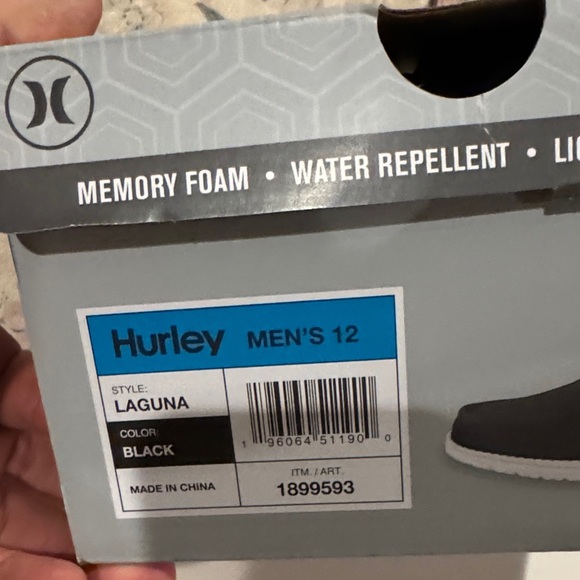 MEMORY FOAM • WATER REPELLENT •
Hurley MEN'S 12
STYLE:
LAGUNA
COLOR:
BLACK
MADE IN CHINA
1 96064 51190 0
ITM. / ART.
1899593